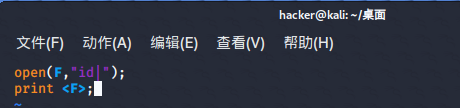 hacker@kali: ~/桌面
文件(F) 动作(A) 编辑(E) 查看(V) 帮助(H)
open(F,"id|");
print <F>;
~